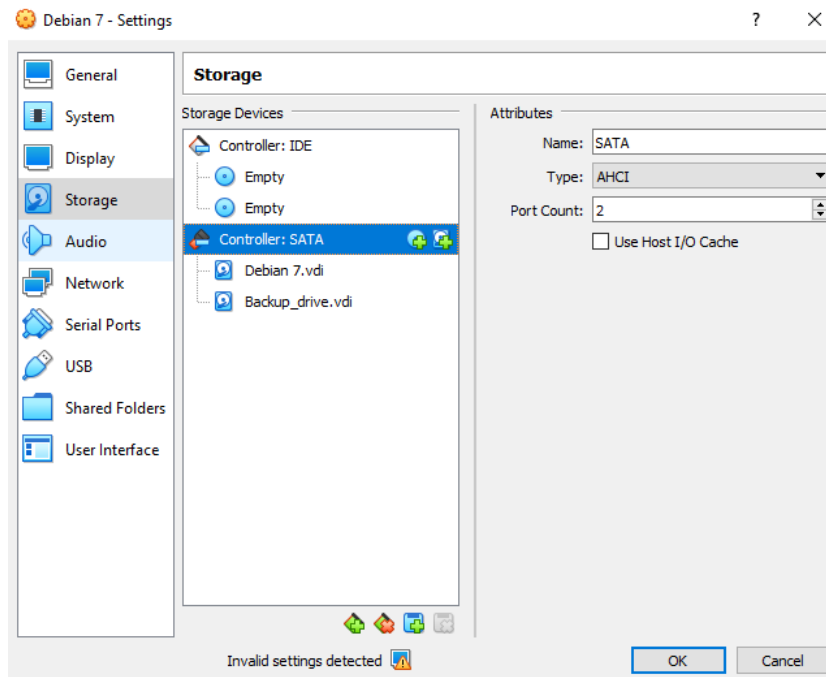 Debian 7 - Settings
?
General
System
Display
Storage
Audio
Network
Serial Ports
USB
Shared Folders
User Interface
Storage
Storage Devices
Controller: IDE
Empty
Empty
Controller: SATA
Debian 7.vdi
Backup_drive.vdi
Attributes
Name: SATA
Type: AHCI
Port Count: 2
Use Host I/O Cache
Invalid settings detected
OK
Cancel